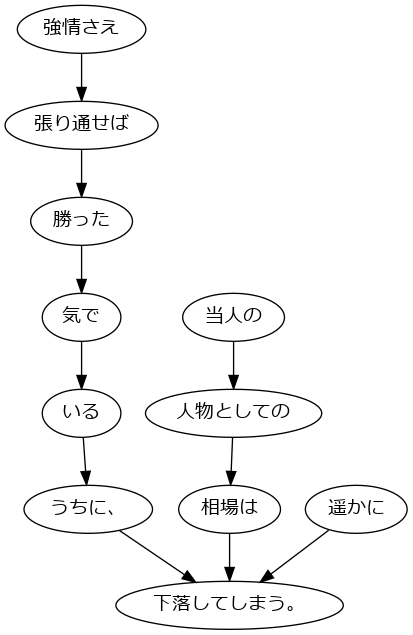 強情さえ
張り通せば
勝った
気で
当人の
いる
人物としての
うちに、
相場は
遥かに
下落してしまう。